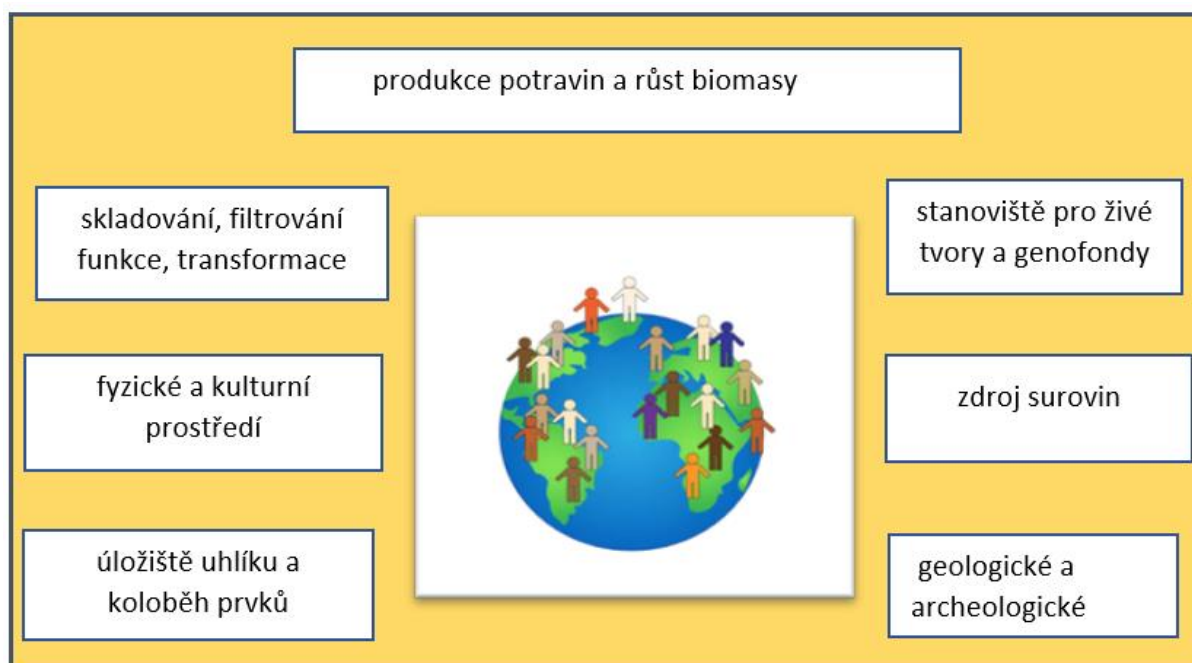 produkce potravin a růst biomasy
skladování, filtrování
funkce, transformace
stanoviště pro živé
tvory a genofondy
fyzické a kulturní
prostředí
zdroj surovin
úložiště uhlíku a
koloběh prvků
geologické a
archeologické